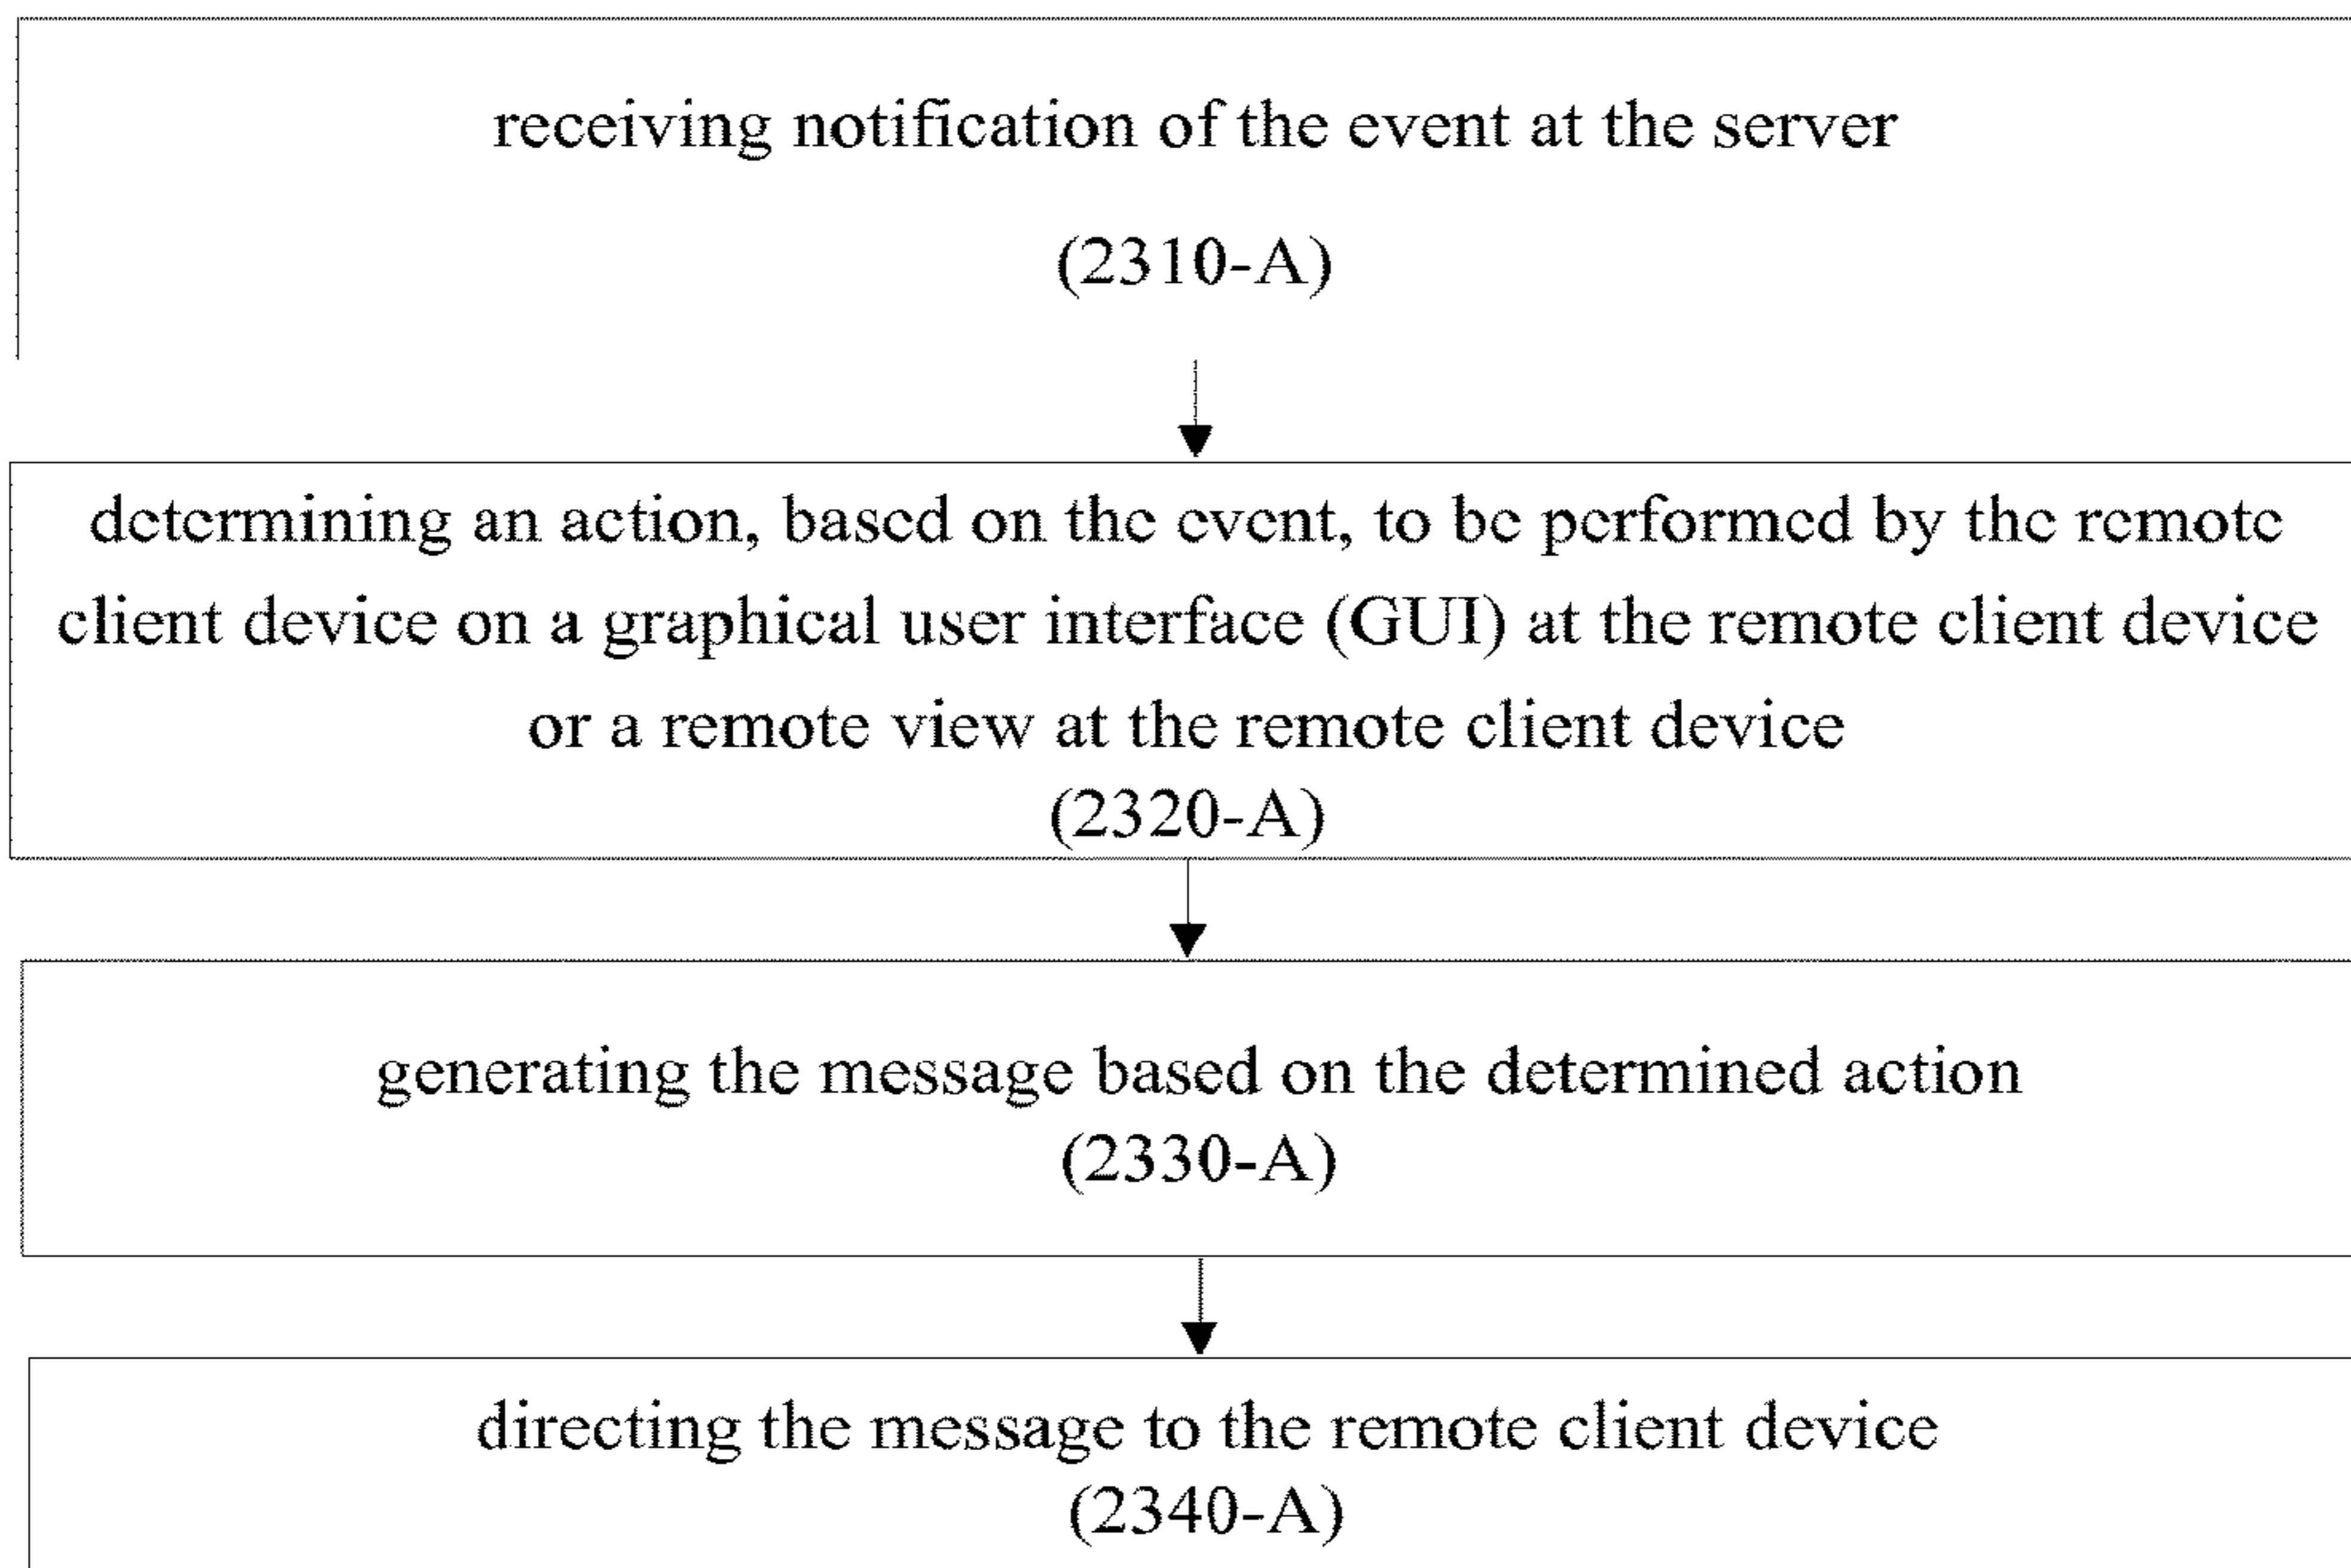 receiving notification of the event at the server
(2310-A)
determining an action, based on the event, to be performed by the remote
client device on a graphical user interface (GUI) at the remote client device
or a remote view at the remote client device
(2320-A)
generating the message based on the determined action
(2330-A)
directing the message to the remote client device
(2340-A)